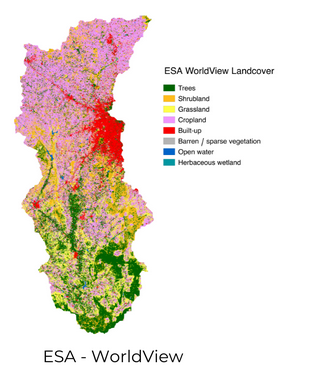 ESA WorldView Landcover
Trees
Shrubland
Grassland
Cropland
Built-up
Barren / sparse vegetation
Open water
Herbaceous wetland
ESA - WorldView